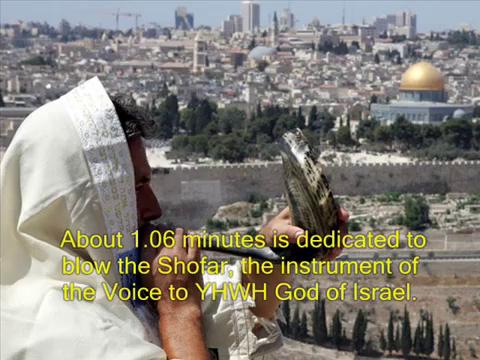 About 1.06 minutes is dedicated to
blow the Shofar, the instrument of
the Voice to YHWH God of Israel.